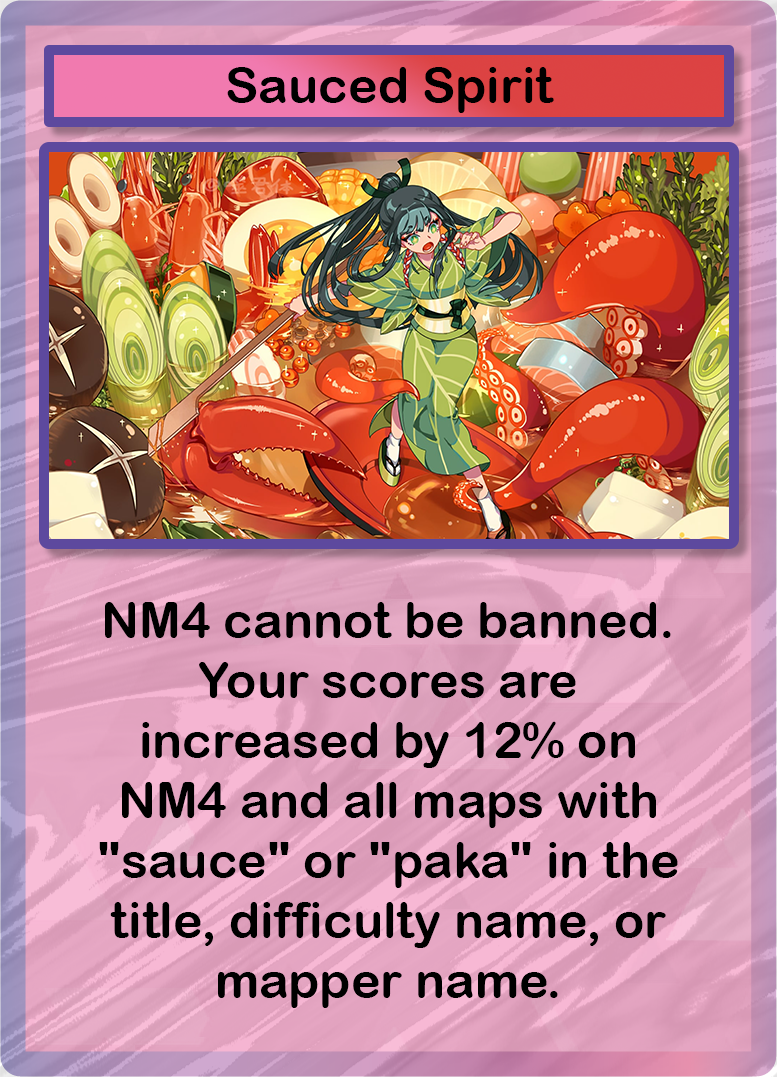 Sauced Spirit
NM4 cannot be banned.
Your scores are
increased by 12% on
NM4 and all maps with
"sauce" or "paka" in the
title, difficulty name, or
mapper name.